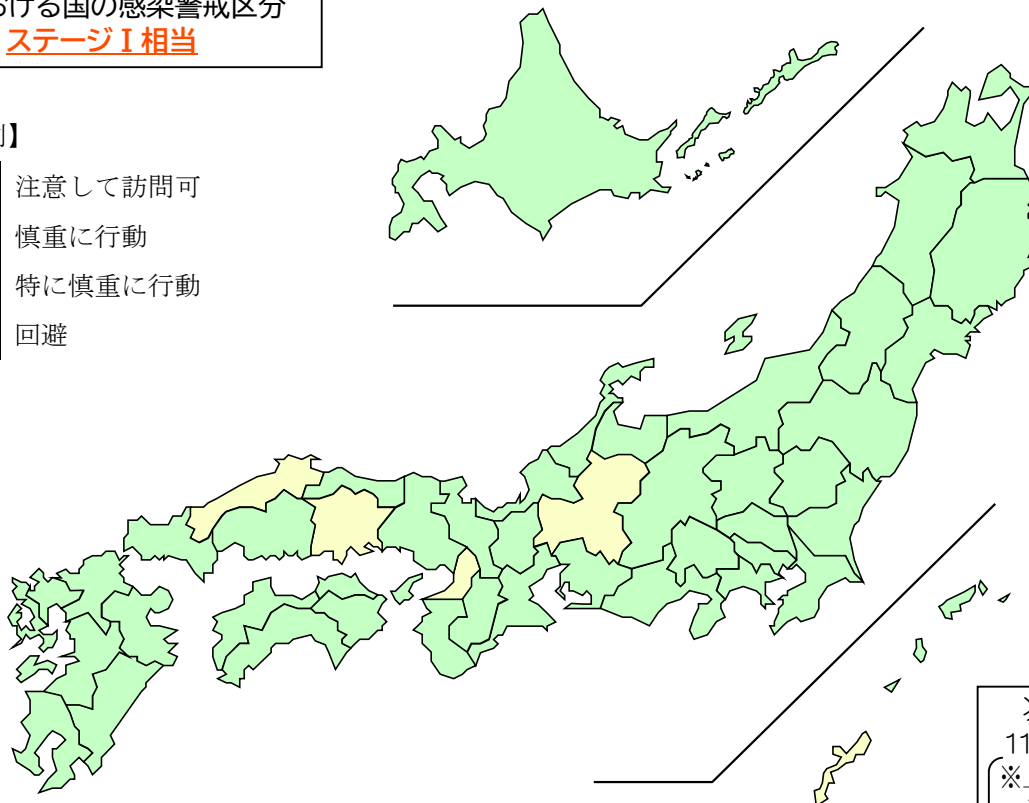 ける国の感染警戒区分
ステージⅠ相当
】
注意して訪問可
慎重に行動
特に慎重に行動
回避
11
※